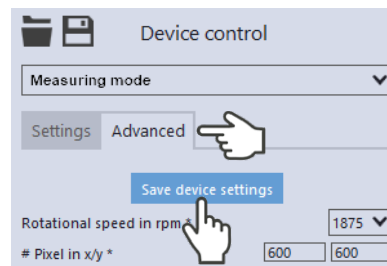 Device control
Measuring mode
Settings Advanced
Save device settings
Rotational speed in rpm * 1875
# Pixel in x/y * 600 600